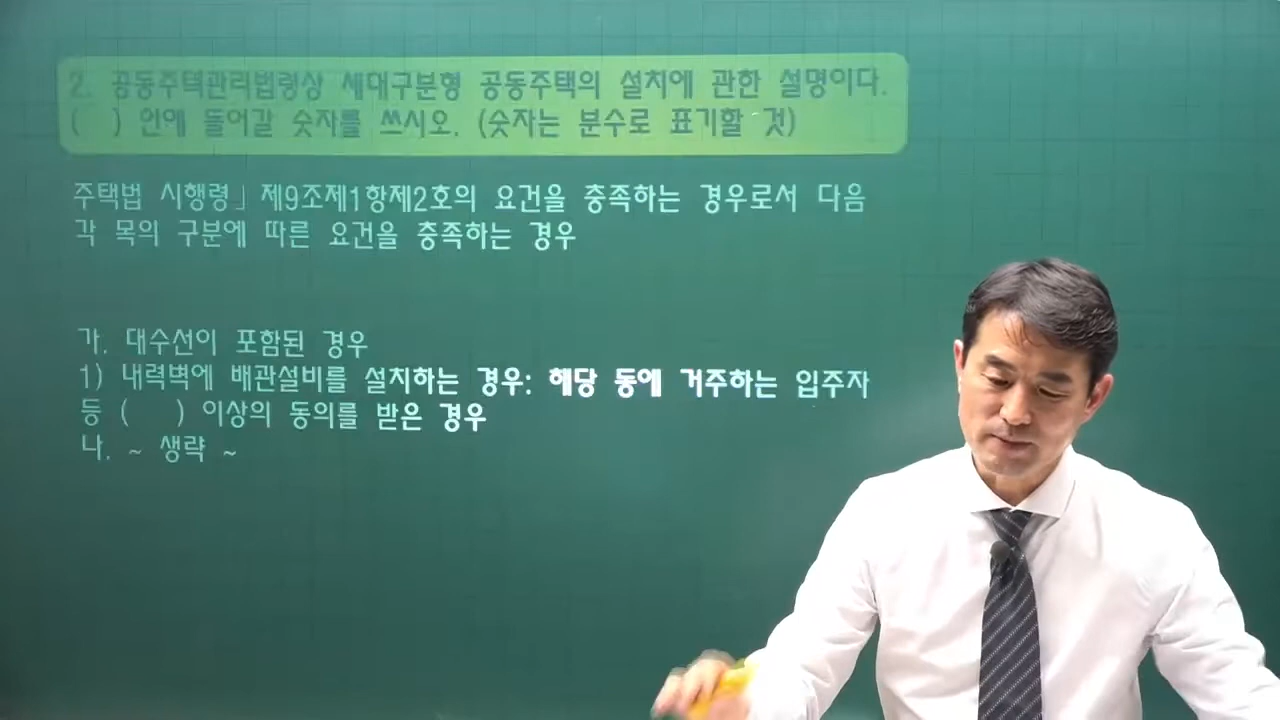 2. 공동주택관리법령상 세대구분형 공동주택의 설치에 관한 설명이다.
( ) 안에 들어갈 숫자를 쓰시오. (숫자는 분수로 표기할 것)
주택법 시행령」 제9조제1항제2호의 요건을 충족하는 경우로서 다음
각 목의 구분에 따른 요건을 충족하는 경우
가. 대수선이 포함된 경우
1) 내력벽에 배관설비를 설치하는 경우: 해당 동에 거주하는 입주자
등 ( ) 이상의 동의를 받은 경우
나. ~ 생략 ~